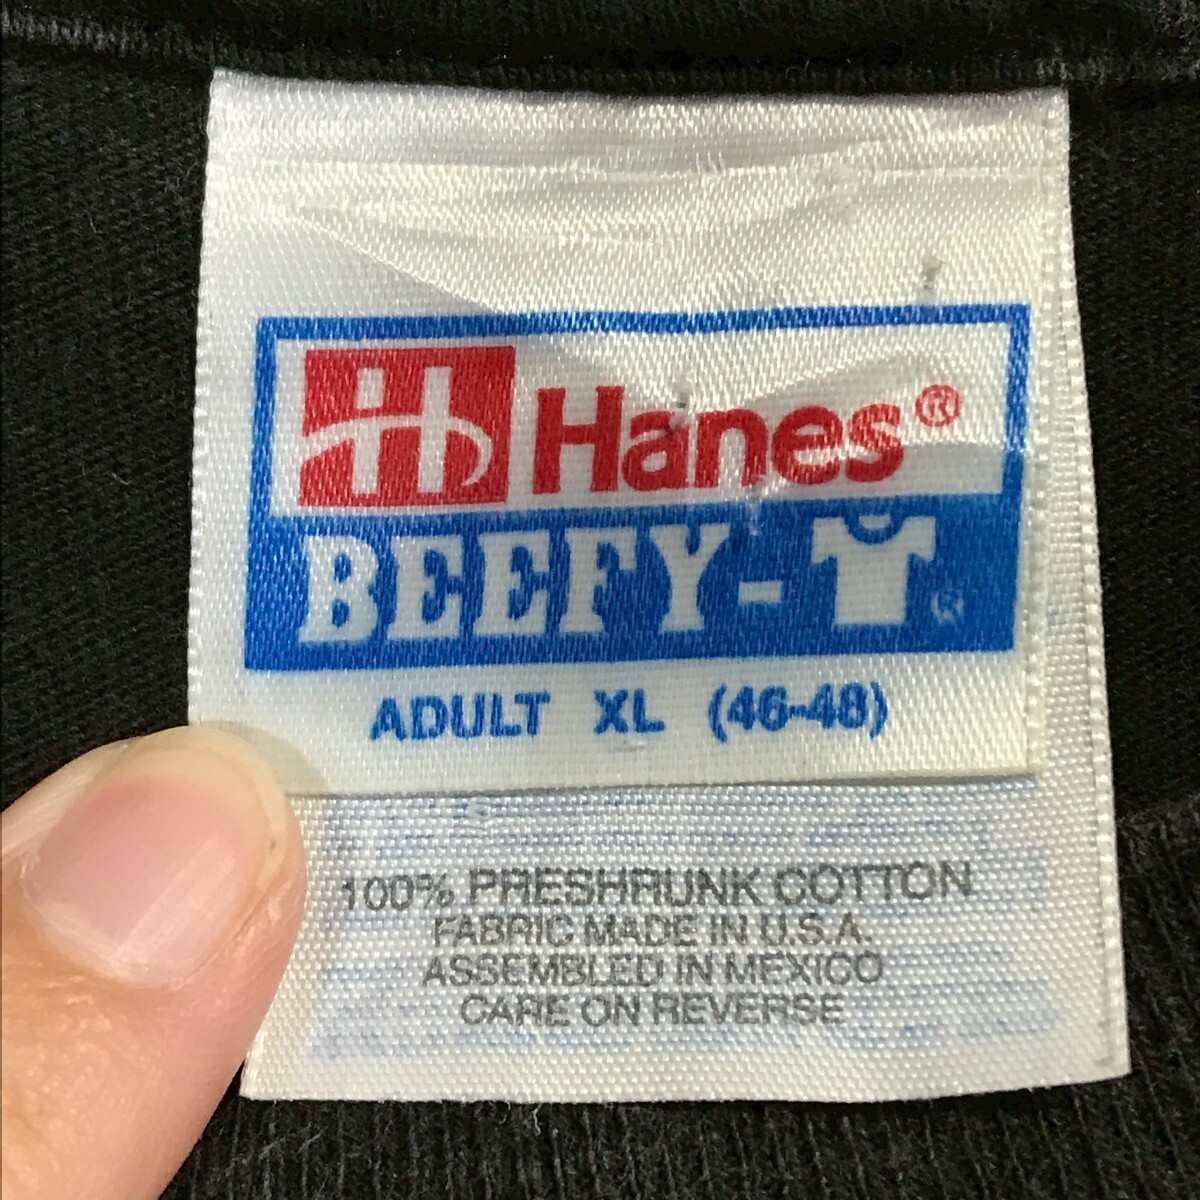 Hanes®
BEEFY-T®
ADULT XL (46-48)
100% PRESHRUNK COTTON
FABRIC MADE IN U.S.A.
ASSEMBLED IN MEXICO
CARE ON REVERSE